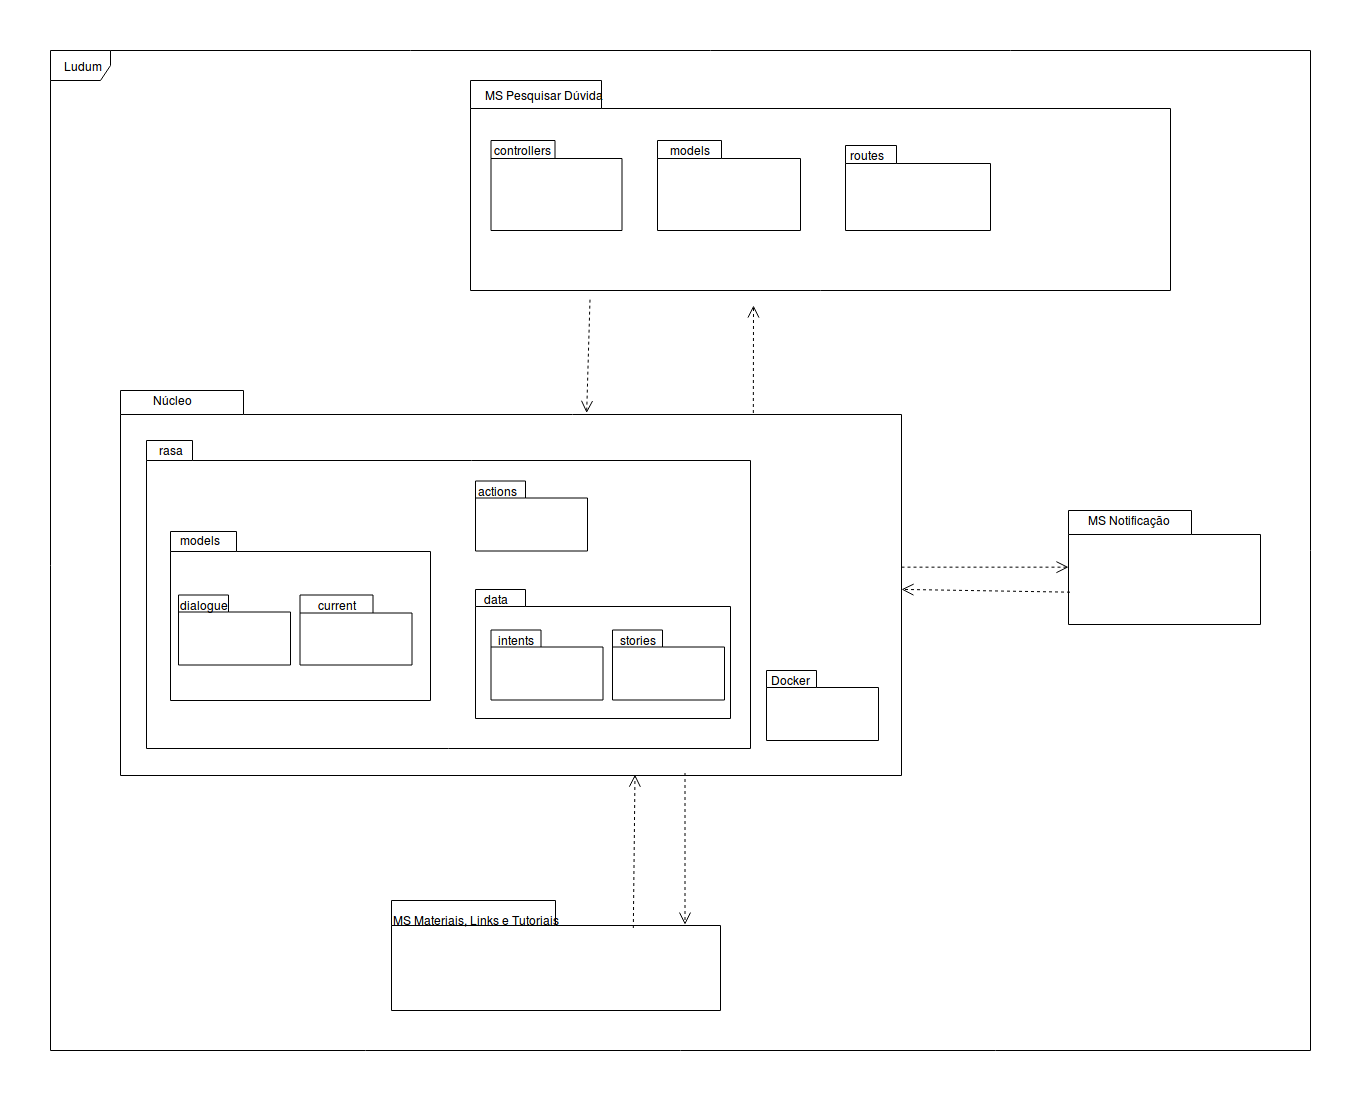 Ludum
MS Pesquisar Dúvida
controllers
models
routes
Núcleo
rasa
actions
models
dialogue
current
data
intents
stories
Docker
MS Notificação
MS Materiais, Links e Tutoriais